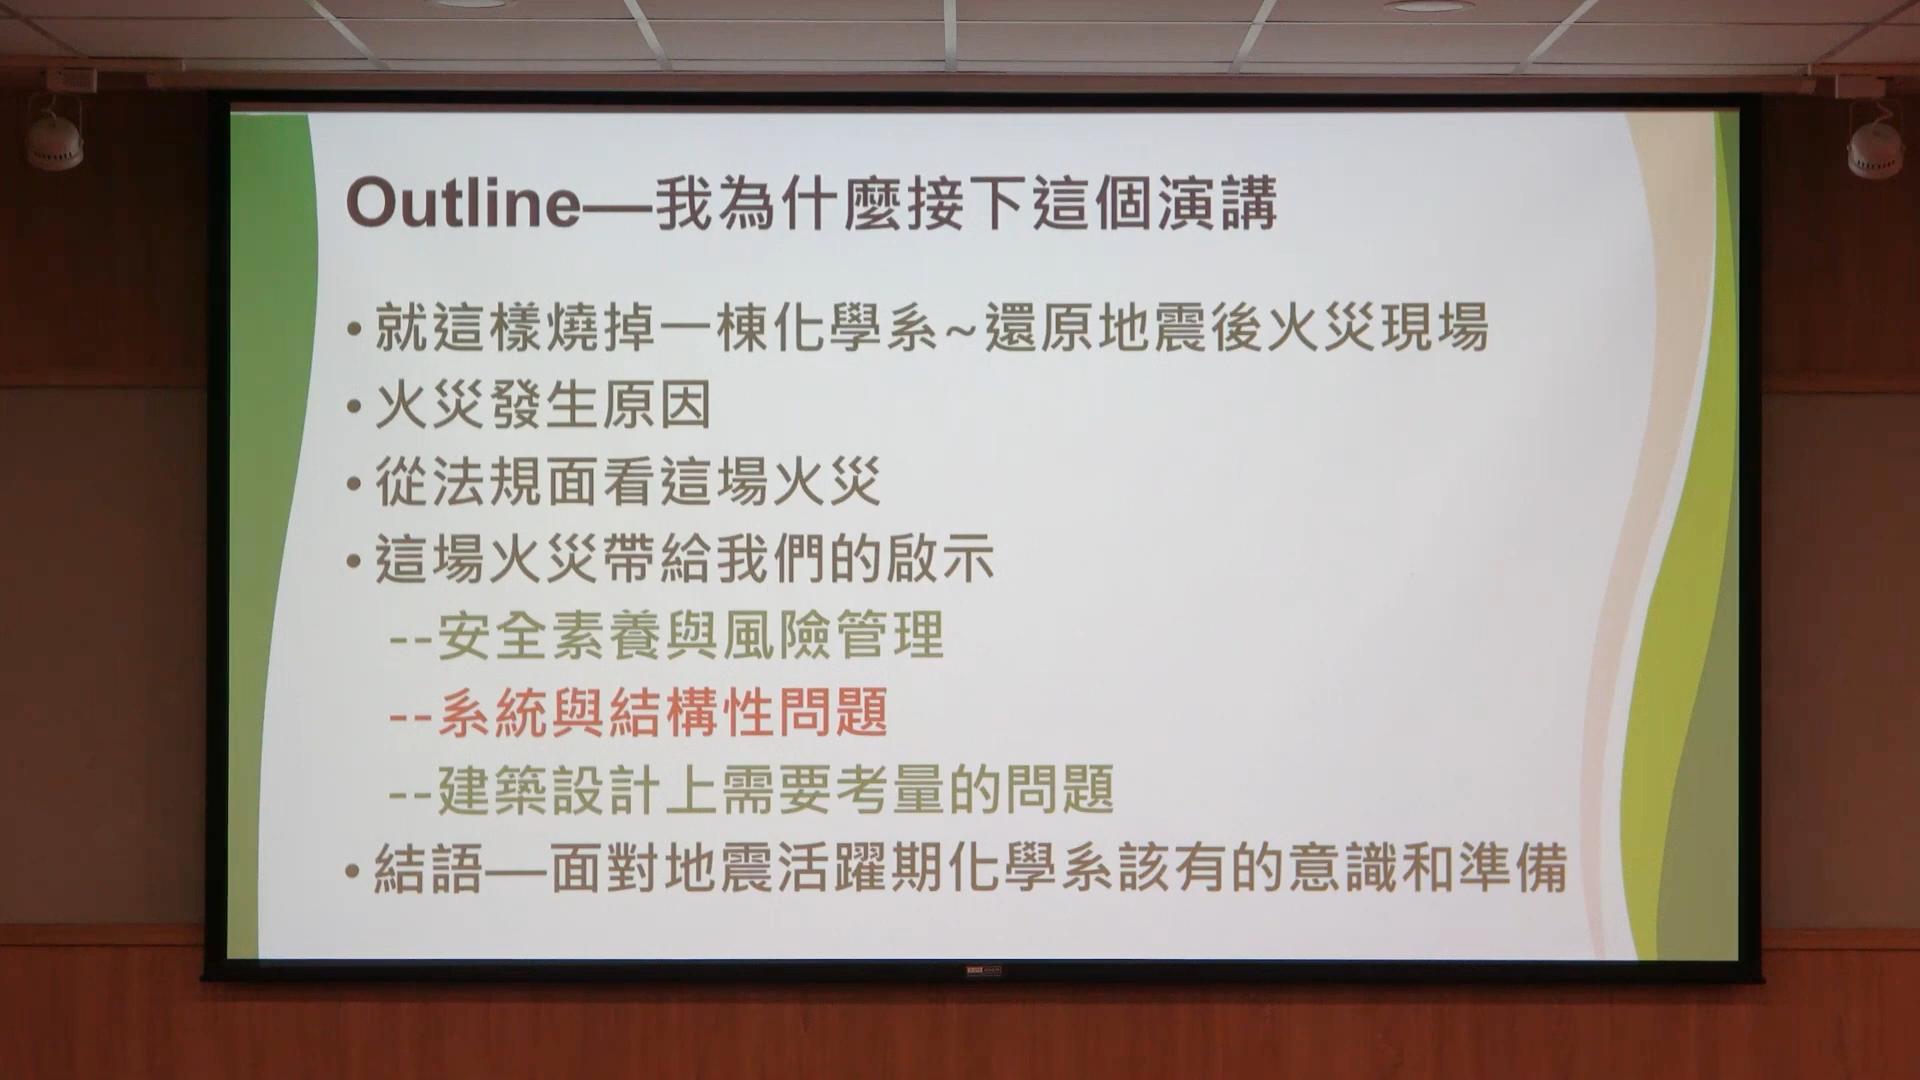 Outline—我為什麼接下這個演講
•就這樣燒掉一棟化學系~還原地震後火災現場
•火災發生原因
•從法規面看這場火災
•這場火災帶給我們的啟示
--安全素養與風險管理
--系統與結構性問題
--建築設計上需要考量的問題
•結語—面對地震活躍期化學系該有的意識和準備